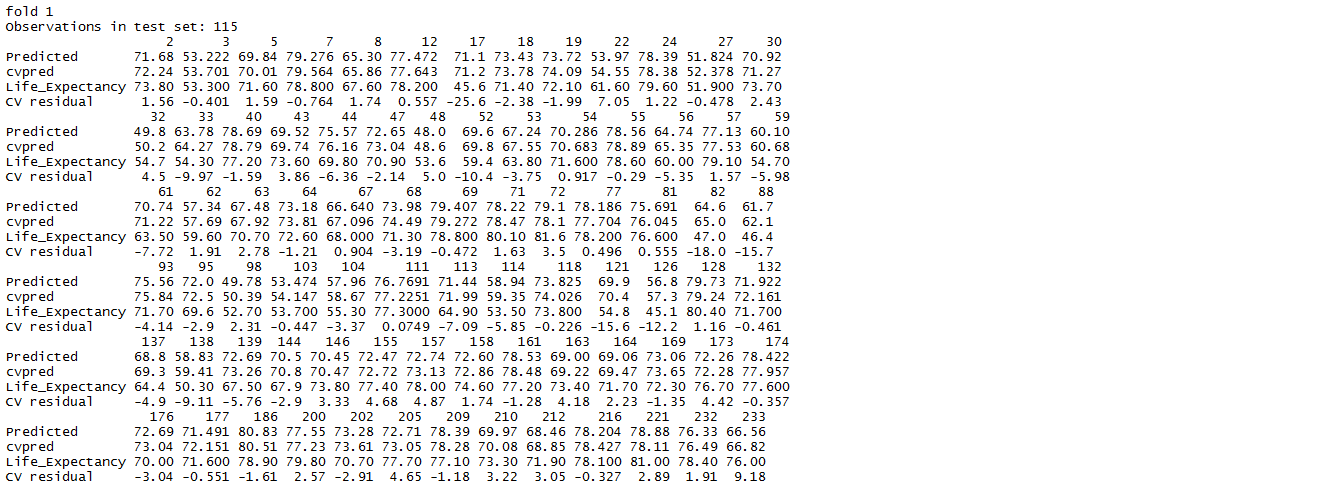 fold 1
Observations in test set: 115
                    2      3     5      7     8     12    17    18    19    22    24     27    30
Predicted       71.68 53.222 69.84 79.276 65.30 77.472  71.1 73.43 73.72 53.97 78.39 51.824 70.92
cvpred          72.24 53.701 70.01 79.564 65.86 77.643  71.2 73.78 74.09 54.55 78.38 52.378 71.27
Life_Expectancy 73.80 53.300 71.60 78.800 67.60 78.200  45.6 71.40 72.10 61.60 79.60 51.900 73.70
CV residual      1.56 -0.401  1.59 -0.764  1.74  0.557 -25.6 -2.38 -1.99  7.05  1.22 -0.478  2.43
                  32    33    40    43    44    47   48    52    53     54    55    56    57    59
Predicted       49.8 63.78 78.69 69.52 75.57 72.65 48.0  69.6 67.24 70.286 78.56 64.74 77.13 60.10
cvpred          50.2 64.27 78.79 69.74 76.16 73.04 48.6  69.8 67.55 70.683 78.89 65.35 77.53 60.68
Life_Expectancy 54.7 54.30 77.20 73.60 69.80 70.90 53.6  59.4 63.80 71.600 78.60 60.00 79.10 54.70
CV residual      4.5 -9.97 -1.59  3.86 -6.36 -2.14  5.0 -10.4 -3.75  0.917 -0.29 -5.35  1.57 -5.98
                   61    62    63    64     67    68     69    71   72     77     81    82    88
Predicted       70.74 57.34 67.48 73.18 66.640 73.98 79.407 78.22 79.1 78.186 75.691  64.6  61.7
cvpred          71.22 57.69 67.92 73.81 67.096 74.49 79.272 78.47 78.1 77.704 76.045  65.0  62.1
Life_Expectancy 63.50 59.60 70.70 72.60 68.000 71.30 78.800 80.10 81.6 78.200 76.600  47.0  46.4
CV residual     -7.72  1.91  2.78 -1.21  0.904 -3.19 -0.472  1.63  3.5  0.496  0.555 -18.0 -15.7
                   93   95    98    103   104     111   113   114    118   121   126   128    132
Predicted       75.56 72.0 49.78 53.474 57.96 76.7691 71.44 58.94 73.825  69.9  56.8 79.73 71.922
cvpred          75.84 72.5 50.39 54.147 58.67 77.2251 71.99 59.35 74.026  70.4  57.3 79.24 72.161
Life_Expectancy 71.70 69.6 52.70 53.700 55.30 77.3000 64.90 53.50 73.800  54.8  45.1 80.40 71.700
CV residual     -4.14 -2.9  2.31 -0.447 -3.37  0.0749 -7.09 -5.85 -0.226 -15.6 -12.2  1.16 -0.461
                 137   138   139  144   146   155   157   158   161   163   164   169   173    174
Predicted       68.8 58.83 72.69 70.5 70.45 72.47 72.74 72.60 78.53 69.00 69.06 73.06 72.26 78.422
cvpred          69.3 59.41 73.26 70.8 70.47 72.72 73.13 72.86 78.48 69.22 69.47 73.65 72.28 77.957
Life_Expectancy 64.4 50.30 67.50 67.9 73.80 77.40 78.00 74.60 77.20 73.40 71.70 72.30 76.70 77.600
CV residual     -4.9 -9.11 -5.76 -2.9  3.33  4.68  4.87  1.74 -1.28  4.18  2.23 -1.35  4.42 -0.357
                  176    177   186   200   202   205   209   210   212    216   221   232   233
Predicted       72.69 71.491 80.83 77.55 73.28 72.71 78.39 69.97 68.46 78.204 78.88 76.33 66.56
cvpred          73.04 72.151 80.51 77.23 73.61 73.05 78.28 70.08 68.85 78.427 78.11 76.49 66.82
Life_Expectancy 70.00 71.600 78.90 79.80 70.70 77.70 77.10 73.30 71.90 78.100 81.00 78.40 76.00
CV residual     -3.04 -0.551 -1.61  2.57 -2.91  4.65 -1.18  3.22  3.05 -0.327  2.89  1.91  9.18